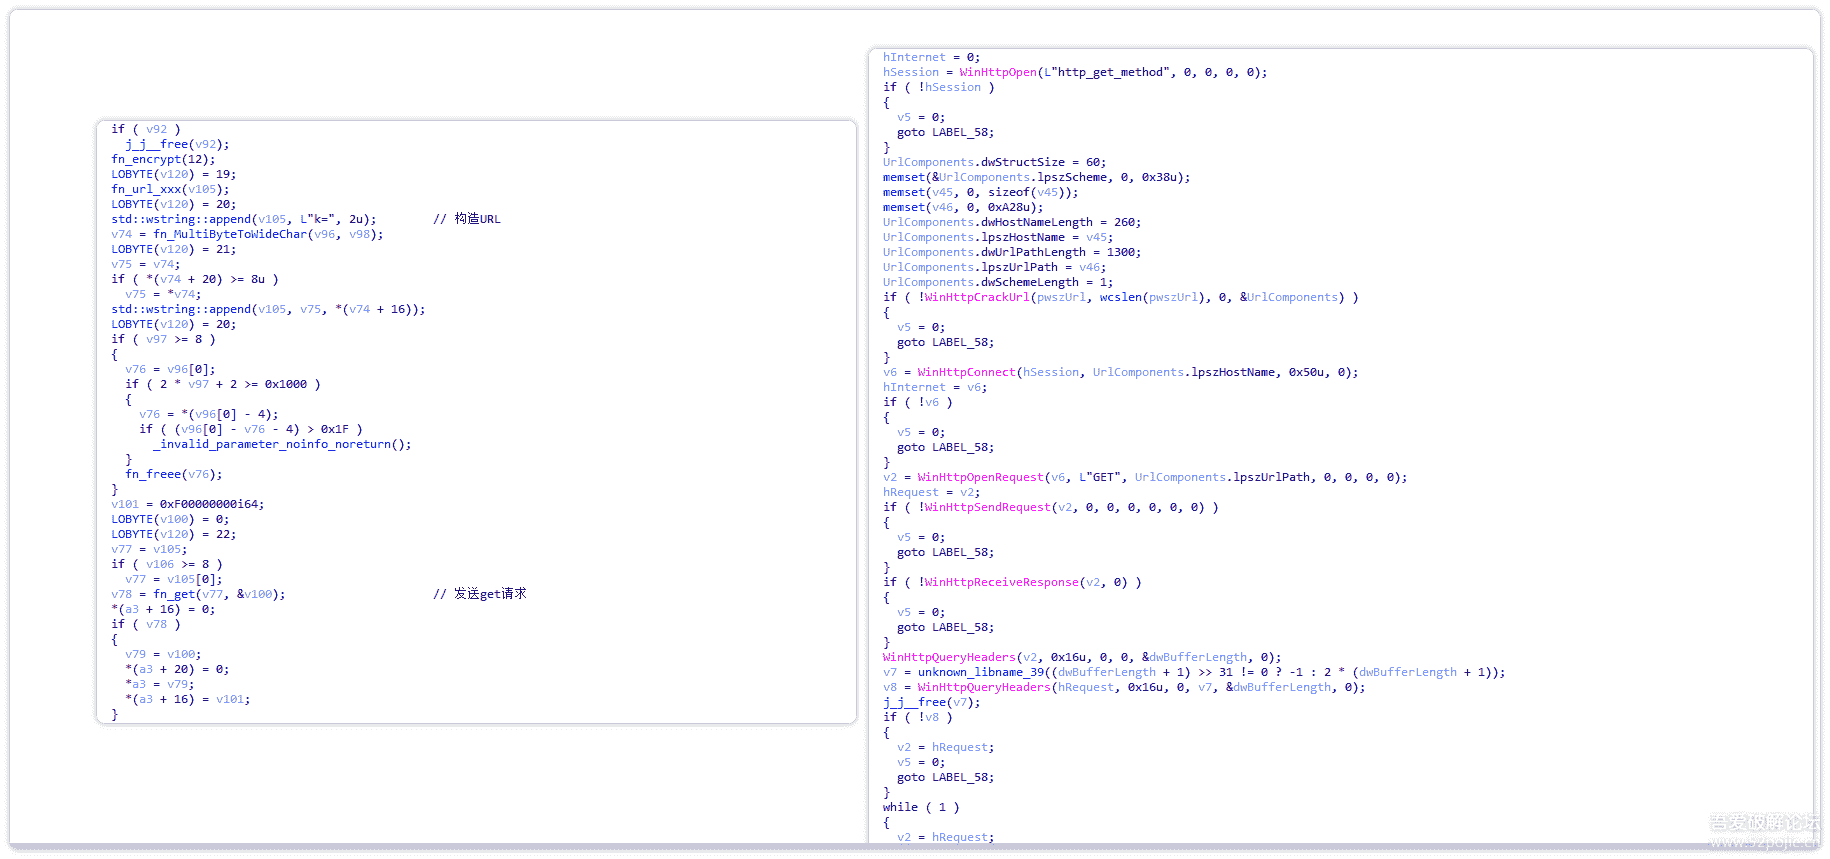 if ( v92 )
j_j__free(v92);
fn_encrypt(12);
LOBYTE(v120) = 19;
fn_url_xxx(v105);
LOBYTE(v120) = 20;
std::wstring::append(v105, L"k=", 2u); // 构造URL
v74 = fn_MultiByteToWideChar(v96, v98);
LOBYTE(v120) = 21;
v75 = v74;
if ( *(v74 + 20) >= 8u )
v75 = *v74;
std::wstring::append(v105, v75, *(v74 + 16));
LOBYTE(v120) = 20;
if ( v97 >= 8 )
{
v76 = v96[0];
if ( 2 * v97 + 2 >= 0x1000 )
{
v76 = *(v96[0] - 4);
if ( (v96[0] - v76 - 4) > 0x1F )
_invalid_parameter_noinfo_noreturn();
}
fn_freee(v76);
}
v101 = 0xF00000000i64;
LOBYTE(v100) = 0;
LOBYTE(v120) = 22;
v77 = v105;
if ( v106 >= 8 )
v77 = v105[0];
v78 = fn_get(v77, &v100); // 发送get请求
*(a3 + 16) = 0;
if ( v78 )
{
v79 = v100;
*(a3 + 20) = 0;
*a3 = v79;
*(a3 + 16) = v101;
}
hInternet = 0;
hSession = WinHttpOpen(L"http_get_method", 0, 0, 0, 0);
if ( !hSession )
{
v5 = 0;
goto LABEL_58;
}
UrlComponents.dwStructSize = 60;
memset(&UrlComponents.lpszScheme, 0, 0x38u);
memset(v45, 0, sizeof(v45));
memset(v46, 0, 0xA28u);
UrlComponents.dwHostNameLength = 260;
UrlComponents.lpszHostName = v45;
UrlComponents.dwUrlPathLength = 1300;
UrlComponents.lpszUrlPath = v46;
UrlComponents.dwSchemeLength = 1;
if ( !WinHttpCrackUrl(pwszUrl, wcslen(pwszUrl), 0, &UrlComponents) )
{
v5 = 0;
goto LABEL_58;
}
v6 = WinHttpConnect(hSession, UrlComponents.lpszHostName, 0x50u, 0);
hInternet = v6;
if ( !v6 )
{
v5 = 0;
goto LABEL_58;
}
v2 = WinHttpOpenRequest(v6, L"GET", UrlComponents.lpszUrlPath, 0, 0, 0, 0);
hRequest = v2;
if ( !WinHttpSendRequest(v2, 0, 0, 0, 0, 0, 0) )
{
v5 = 0;
goto LABEL_58;
}
if ( !WinHttpReceiveResponse(v2, 0) )
{
v5 = 0;
goto LABEL_58;
}
WinHttpQueryHeaders(v2, 0x16u, 0, 0, &dwBufferLength, 0);
v7 = unknown_libname_39((dwBufferLength + 1) >> 31 != 0 ? -1 : 2 * (dwBufferLength + 1));
v8 = WinHttpQueryHeaders(hRequest, 0x16u, 0, v7, &dwBufferLength, 0);
j_j__free(v7);
if ( !v8 )
{
v2 = hRequest;
v5 = 0;
goto LABEL_58;
}
while ( 1 )
{
v2 = hRequest;
吾爱破解论坛
www.52pojie.cn